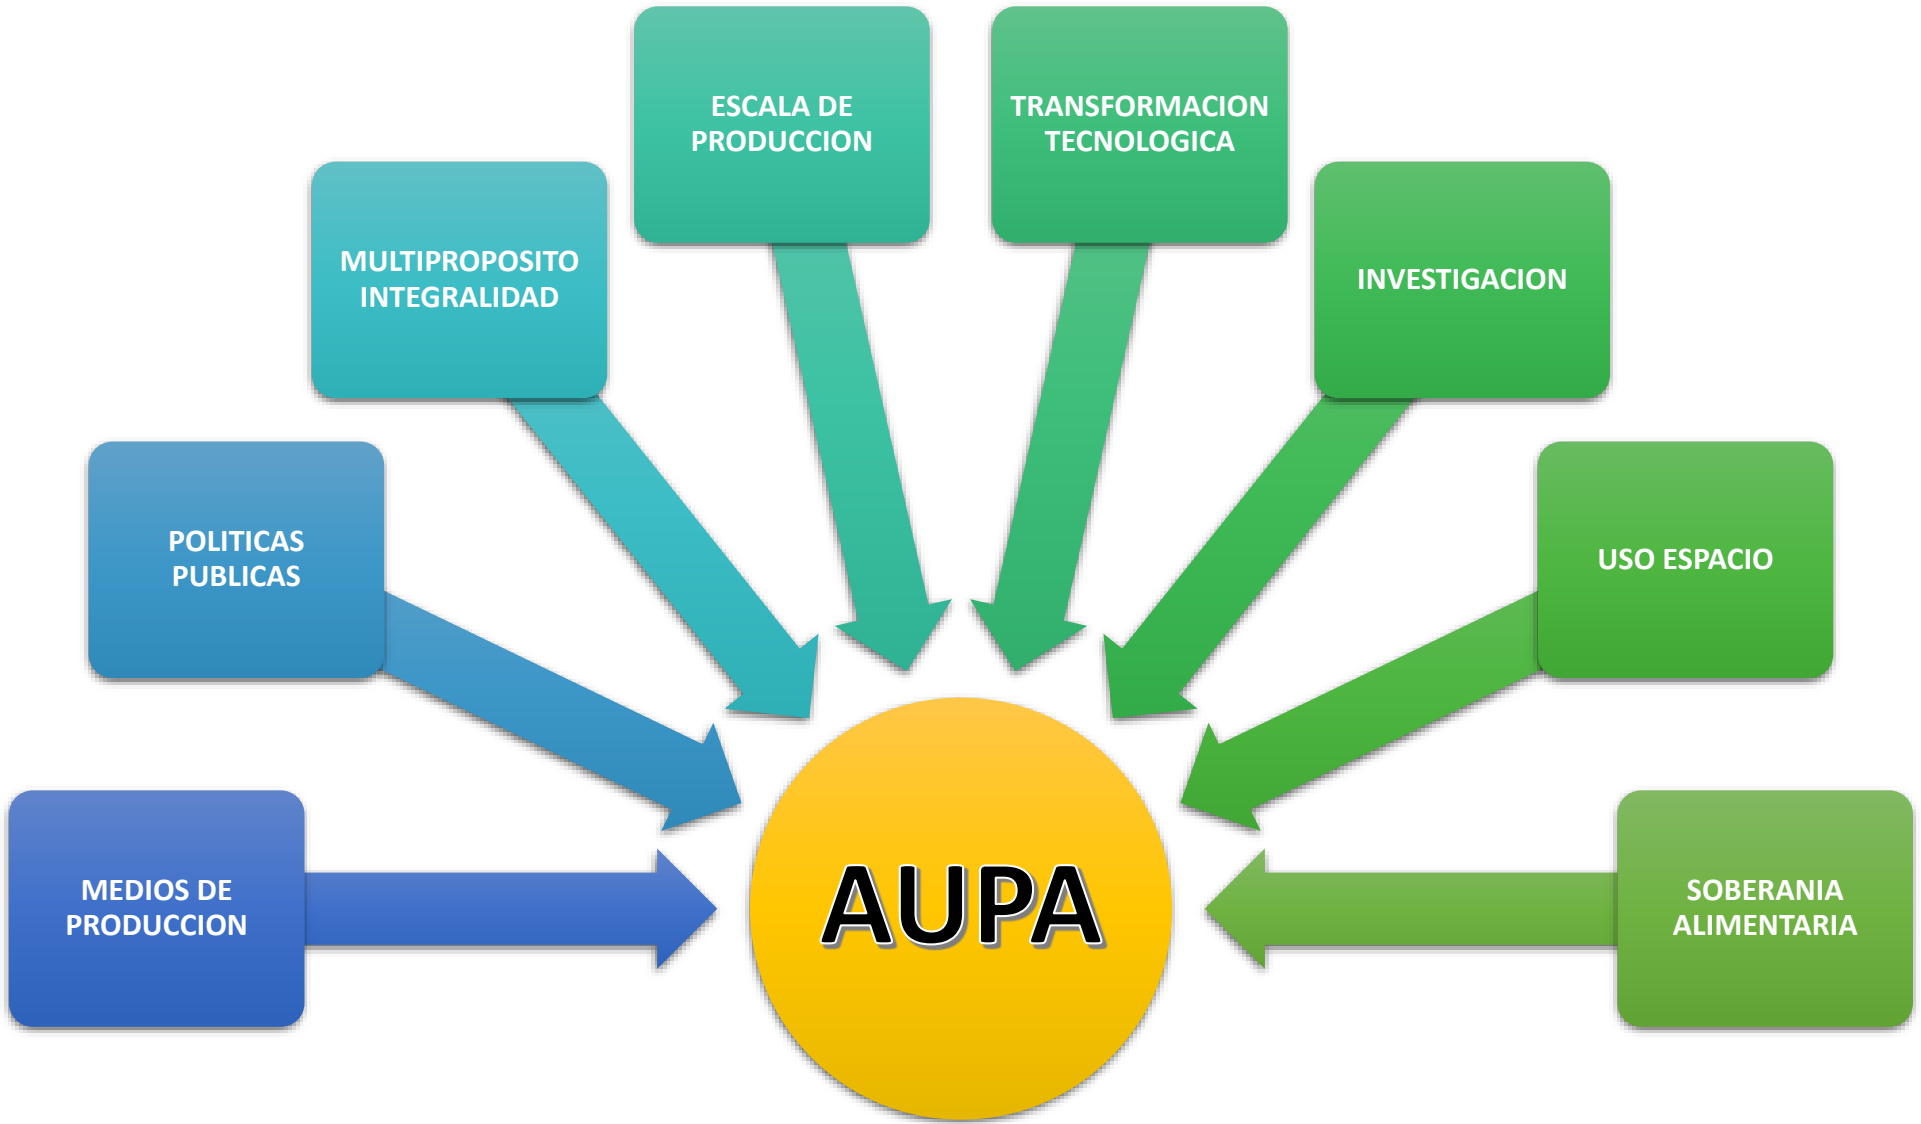 ESCALA DE
PRODUCCION
TRANSFORMACION
TECNOLOGICA
MULTIPROPOSITO
INTEGRALIDAD
INVESTIGACION
POLITICAS
PUBLICAS
USO ESPACIO
MEDIOS DE
PRODUCCION
AUPA
SOBERANIA
ALIMENTARIA